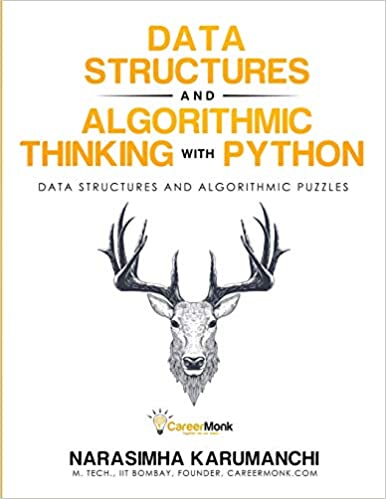 DATA
STRUCTURES
AND
ALGORITHMIC
THINKING WITH PYTHON
DATA STRUCTURES AND ALGORITHMIC PUZZLES
CareerMonk
NARASIMHA KARUMANCHI
M. TECH., IIT BOMBAY, FOUNDER, CAREERMONK.COM